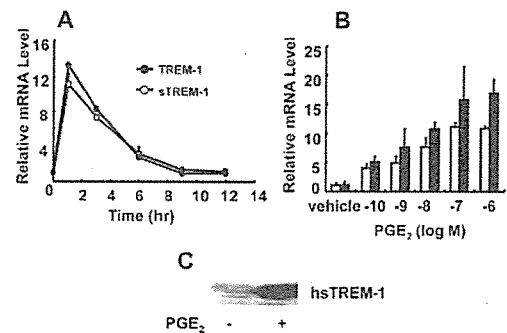 A
Relative mRNA Level
16
12
8
4
0 2 4 6 8 10 12 14
Time (hr)
TREM-1
sTREM-1
B
Relative mRNA Level
25
20
15
10
5
0
vehicle -10 -9 -8 -7 -6
PGE2 (log M)
C
hsTREM-1
PGE2 - +